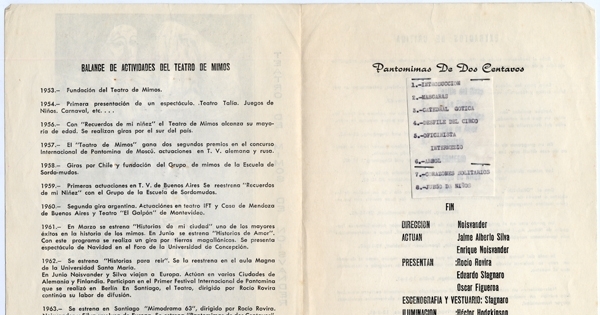 BALANCE DE ACTIVIDADES DEL TEATRO DE MIMOS
1953.— Fundación del Teatro de Mimos.
1954.— Primera presentación de un espectáculo. Teatro Talía. Juegos de
Niños, Carnaval, etc. . . .
1956.— Con "Recuerdos de mi niñez" el Teatro de Mimos alcanza su mayo-
ría de edad. Se realizan giras por el sur del país.
1957.— El "Teatro de Mimos" gana dos segundos premios en el concurso
Internacional de Pantomima de Moscú. actuaciones en T. V. alemana y rusa.
1958.— Giras por Chile y fundación del Grupo, de mimos de la Escuela de
Sordo-mudos.
1959.— Primeras actuaciones en T. V. de Buenos Aires Se reestrena "Recuerdos
de mi Niñez" con el Grupo de la Escuela de Sordomudos.
1960.— Segunda gira argentina. Actuaciónes en teatro IFT y Casa de Mendoza
de Buenos Aires y Teatro "El Galpón" de Montevideo.
1961.— En Marzo se estrena "Historias de mi ciudad" uno de los mayores
éxitos en la historia de los mimos. En junio se estrena "Historias de Amor".
Con este programa se realiza un gira por tierras magallánicas. Se presenta
espectáculo de Navidad en el Foro de la Universidad de Concepción.
1962.— Se estrena "Historias para reir". Se la reestrena en el aula Magna
de la Universidad Santa María.
En Junio Noisvander y Silva viajan a Europa. Actúan en varias Ciudades de
Alemania y Finlandia. Participan en el Primer Festival Internacional de Pantomima
que se realizó en Berlín En Santiago, el Teatro, dirigido por Rocío Rovira
continúa su labor de difusión.
1963.— Se estrena en Santiago "Mimodrama 63", dirigido por Rocío Rovira.
Pantomimas De Dos Centavos
1.-INTRODUCCION
2.-MASCARAS
3.-CATEDRAL GOTICA
4.-DESFILE DEL CIRCO
5.-OFICINISTA
INTERMEDIO
6.-ARBOL
7.-CORAZONES SOLITARIOS
8.-JUEGO DE NIÑOS
FIN
DIRECCION Noisvander
ACTUAN Jaime Alberto Silva
Enrique Noisvander
PRESENTAN :Rocío Rovira
Eduardo Stagnaro
Oscar Figueroa
ESCENOGRAFIA Y VESTUARIO: Stagnaro
ILUMINACION :Héctor Hodgkinson